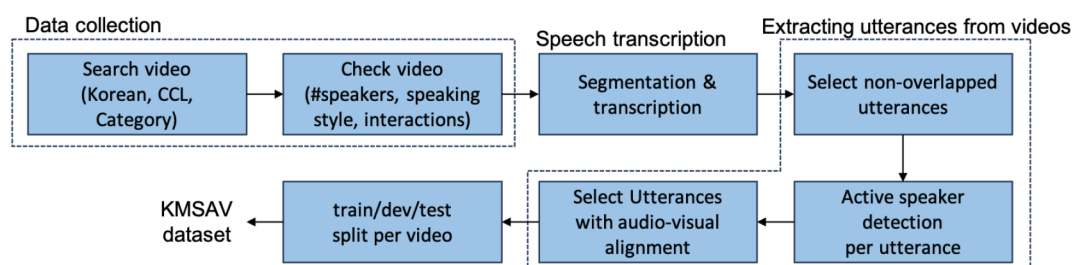 Data collection
Search video
(Korean, CCL,
Category)
Check video
(#speakers, speaking
style, interactions)
Speech transcription
Segmentation &
transcription
Extracting utterances from videos
Select non-overlapped
utterances
Active speaker
detection
per utterance
Select Utterances
with audio-visual
alignment
train/dev/test
split per video
KMSAV
dataset